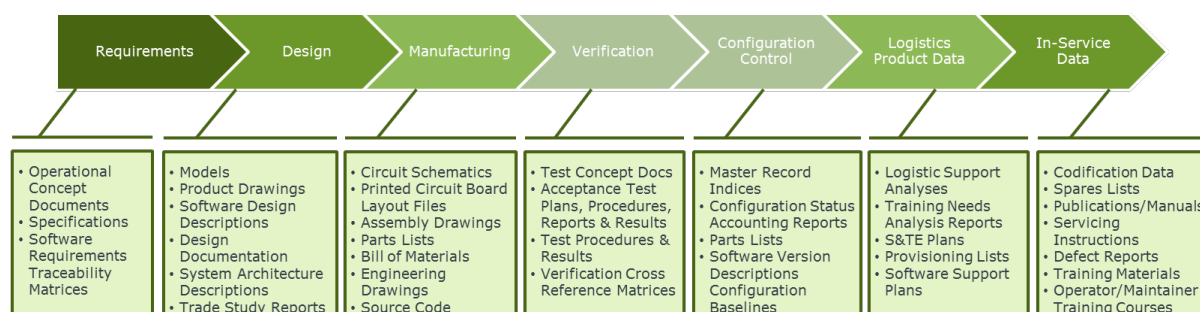 Requirements
Design
Manufacturing
Verification
Configuration
Control
Logistics
Product Data
In-Service
Data
• Operational
Concept
Documents
• Specifications
• Software
Requirements
Traceability
Matrices
• Models
• Product Drawings
• Software Design
Descriptions
• Design
Documentation
• System Architecture
Descriptions
• Trade Study Reports
• Circuit Schematics
• Printed Circuit Board
Layout Files
• Assembly Drawings
• Parts Lists
• Bill of Materials
• Engineering
Drawings
• Source Code
• Test Concept Docs
• Acceptance Test
Plans, Procedures,
Reports & Results
• Test Procedures &
Results
• Verification Cross
Reference Matrices
• Master Record
Indices
• Configuration Status
Accounting Reports
• Parts Lists
• Software Version
Descriptions
Configuration
Baselines
• Logistic Support
Analyses
• Training Needs
Analysis Reports
• S&TE Plans
• Provisioning Lists
• Software Support
Plans
• Codification Data
• Spares Lists
• Publications/Manuals
• Servicing
Instructions
• Defect Reports
• Training Materials
• Operator/Maintainer
Training Courses